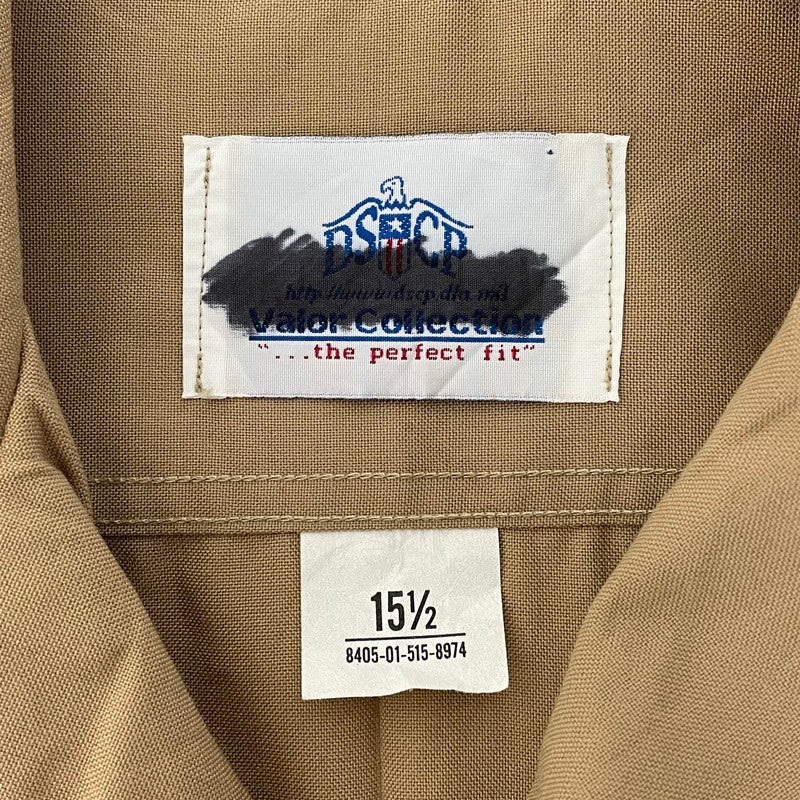 DSCP
http://www.dscp.dla.mil
Valor Collection
"...the perfect fit"
15½
8405-01-515-8974